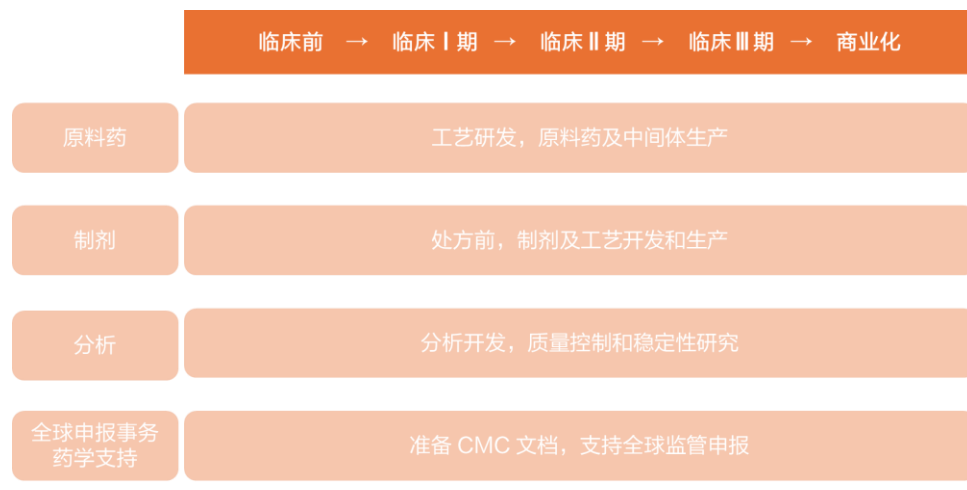 临床前 → 临床Ⅰ期 → 临床Ⅱ期 → 临床Ⅲ期 → 商业化
原料药
工艺研发，原料药及中间体生产
制剂
处方前，制剂及工艺开发和生产
分析
分析开发，质量控制和稳定性研究
全球申报事务
药学支持
准备 CMC 文档，支持全球监管申报